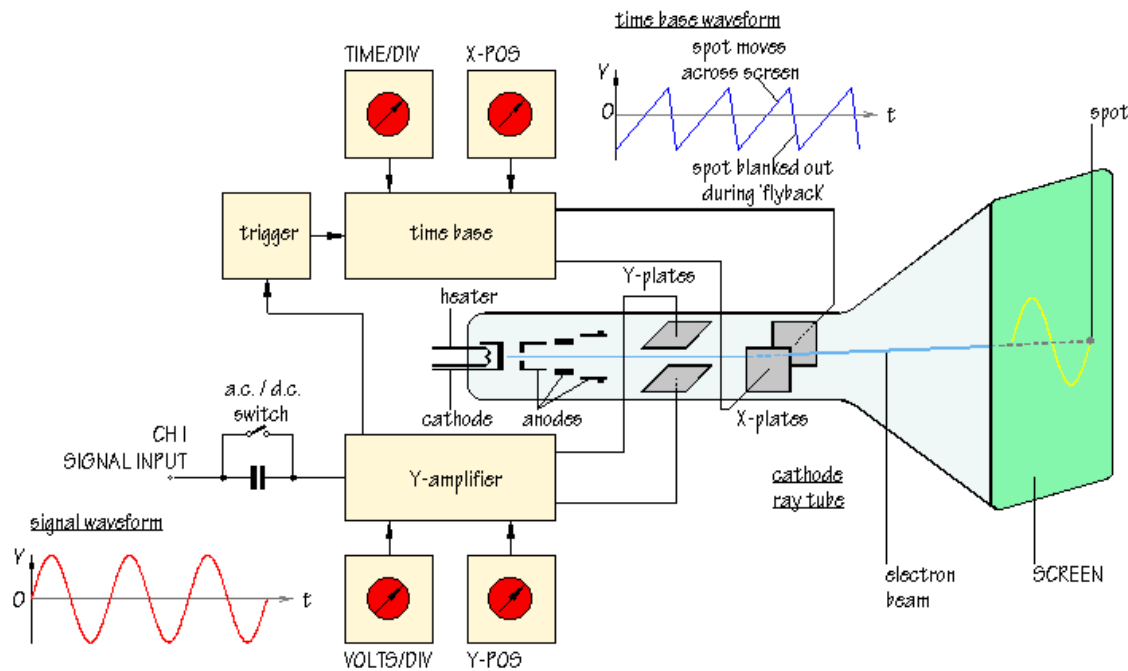 time base waveform
TIME/DIV
X-POS
spot moves
across screen
V
0
t
spot
spot blanked out
during 'flyback'
trigger
time base
Y-plates
heater
a.c. / d.c.
switch
cathode
anodes
X-plates
CH I
SIGNAL INPUT
Y-amplifier
cathode
ray tube
signal waveform
V
0
t
electron
beam
SCREEN
VOLTS/DIV
Y-POS